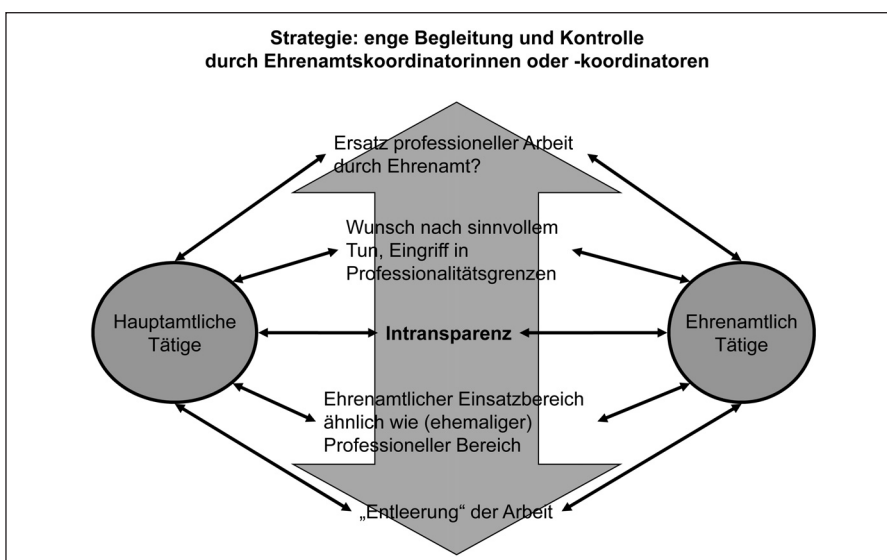 Strategie: enge Begleitung und Kontrolle
durch Ehrenamtskoordinatorinnen oder -koordinatoren
Ersatz professioneller Arbeit
durch Ehrenamt?
Wunsch nach sinnvollem
Tun, Eingriff in
Professionalitätsgrenzen
Hauptamtliche
Tätige
Intransparenz
Ehrenamtlich
Tätige
Ehrenamtlicher Einsatzbereich
ähnlich wie (ehemaliger)
Professioneller Bereich
„Entleerung“ der Arbeit